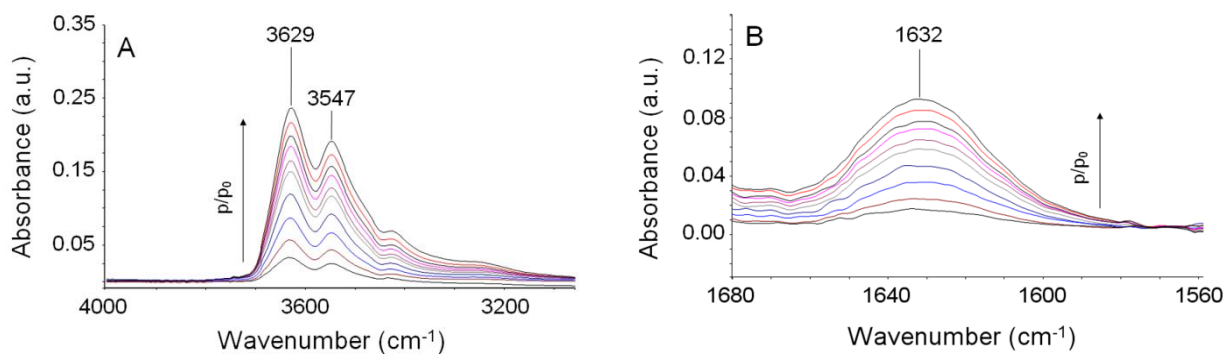 A
3629
3547
0.35
0.25
0.15
0.05
Absorbance (a.u.)
p/p₀
4000
3600
3200
Wavenumber (cm⁻¹)
B
1632
0.12
0.08
0.04
0.00
Absorbance (a.u.)
p/p₀
1680
1640
1600
1560
Wavenumber (cm⁻¹)